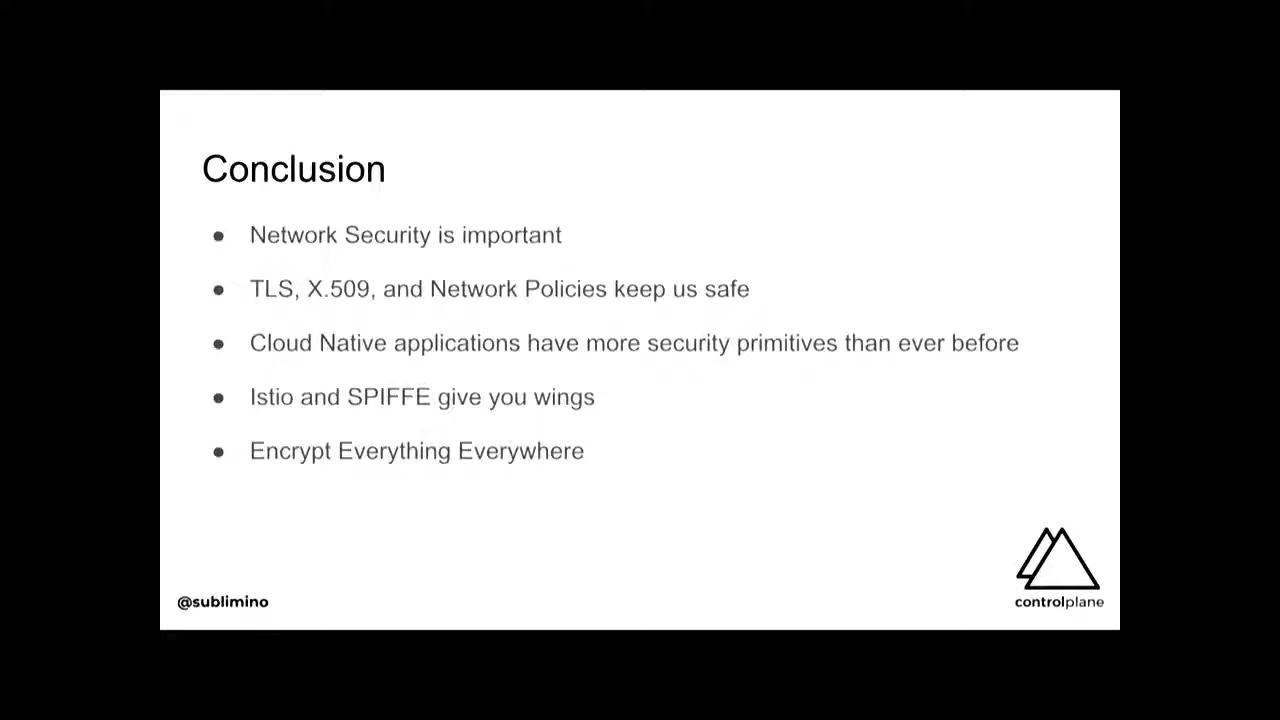 Conclusion
● Network Security is important
● TLS, X.509, and Network Policies keep us safe
● Cloud Native applications have more security primitives than ever before
● Istio and SPIFFE give you wings
● Encrypt Everything Everywhere
@sublimino
controlplane